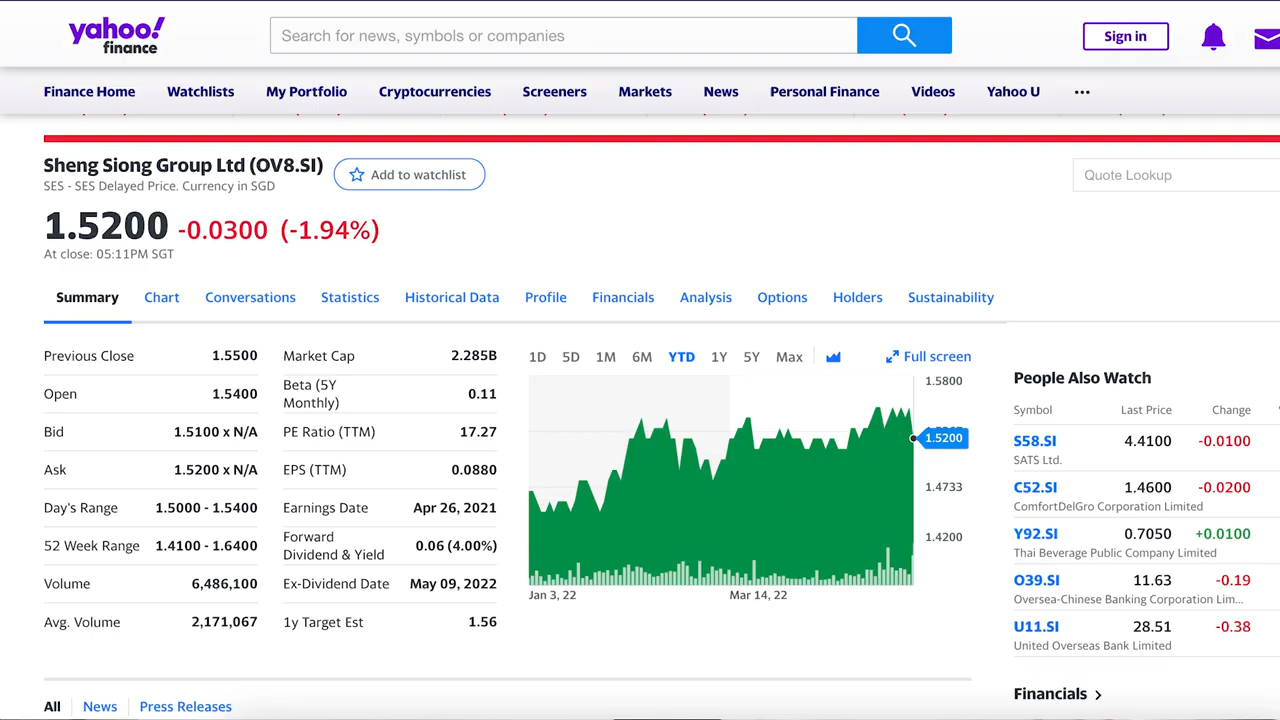 yahoo!
finance
Search for news, symbols or companies
Sign in
Finance Home Watchlists My Portfolio Cryptocurrencies Screeners Markets News Personal Finance Videos Yahoo U ...
Sheng Siong Group Ltd (OV8.SI)
Add to watchlist
SES - SES Delayed Price. Currency in SGD
Quote Lookup
1.5200 -0.0300 (-1.94%)
At close: 05:11PM SGT
Summary Chart Conversations Statistics Historical Data Profile Financials Analysis Options Holders Sustainability
Previous Close 1.5500
Open 1.5400
Bid 1.5100 x N/A
Ask 1.5200 x N/A
Day's Range 1.5000 - 1.5400
52 Week Range 1.4100 - 1.6400
Volume 6,486,100
Avg. Volume 2,171,067
Market Cap 2.285B
Beta (5Y
Monthly) 0.11
PE Ratio (TTM) 17.27
EPS (TTM) 0.0880
Earnings Date Apr 26, 2021
Forward
Dividend & Yield 0.06 (4.00%)
Ex-Dividend Date May 09, 2022
1y Target Est 1.56
1D 5D 1M 6M YTD 1Y 5Y Max
Full screen
1.5800
1.5200
1.4733
1.4200
Jan 3, 22 Mar 14, 22
People Also Watch
Symbol Last Price Change
S58.SI 4.4100 -0.0100
SATS Ltd.
C52.SI 1.4600 -0.0200
ComfortDelGro Corporation Limited
Y92.SI 0.7050 +0.0100
Thai Beverage Public Company Limited
O39.SI 11.63 -0.19
Oversea-Chinese Banking Corporation Lim...
U11.SI 28.51 -0.38
United Overseas Bank Limited
Financials
All News Press Releases